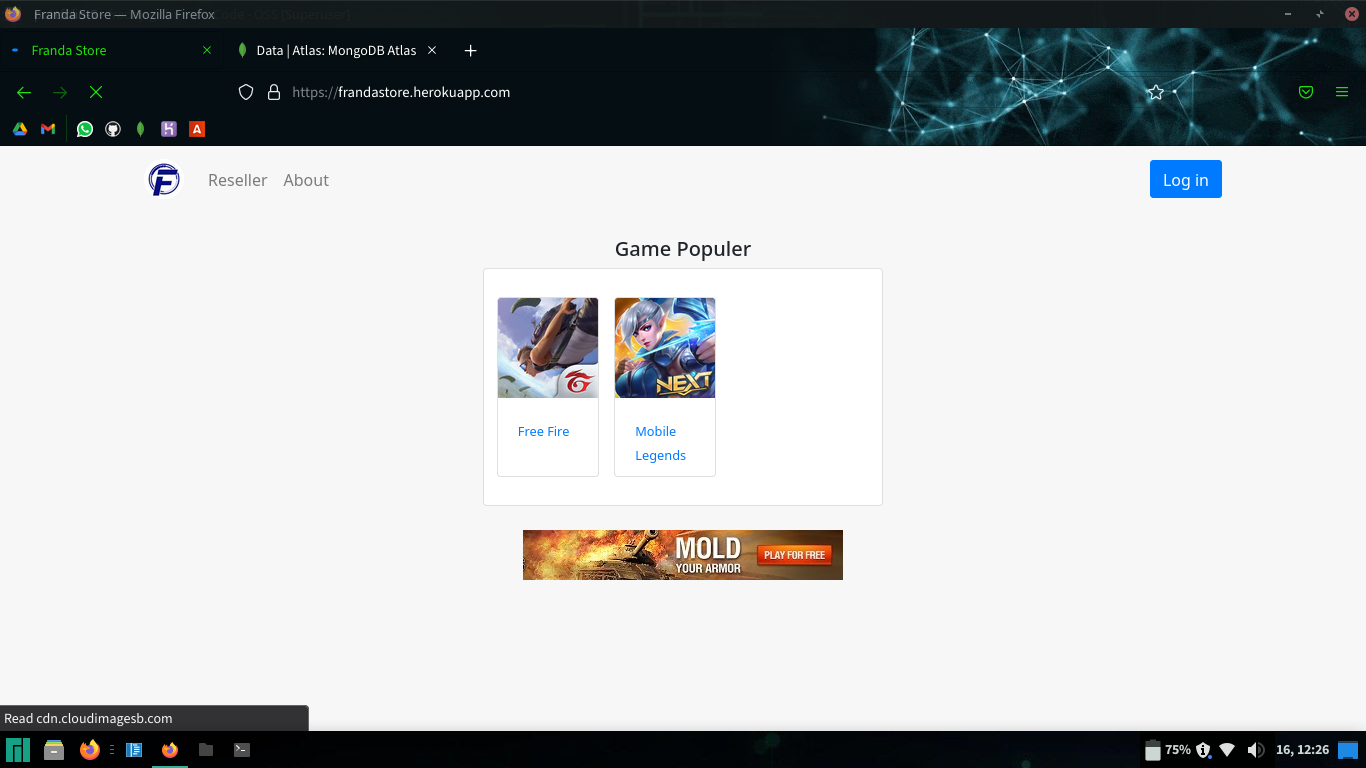 Franda Store — Mozilla Firefox
Franda Store
Data | Atlas: MongoDB Atlas
https://frandastore.herokuapp.com
A
F
Reseller
About
Log in
Game Populer
NEXT
Free Fire
Mobile
Legends
MOLD
YOUR ARMOR
PLAY FOR FREE
Read cdn.cloudimagesb.com
75%
16, 12:26